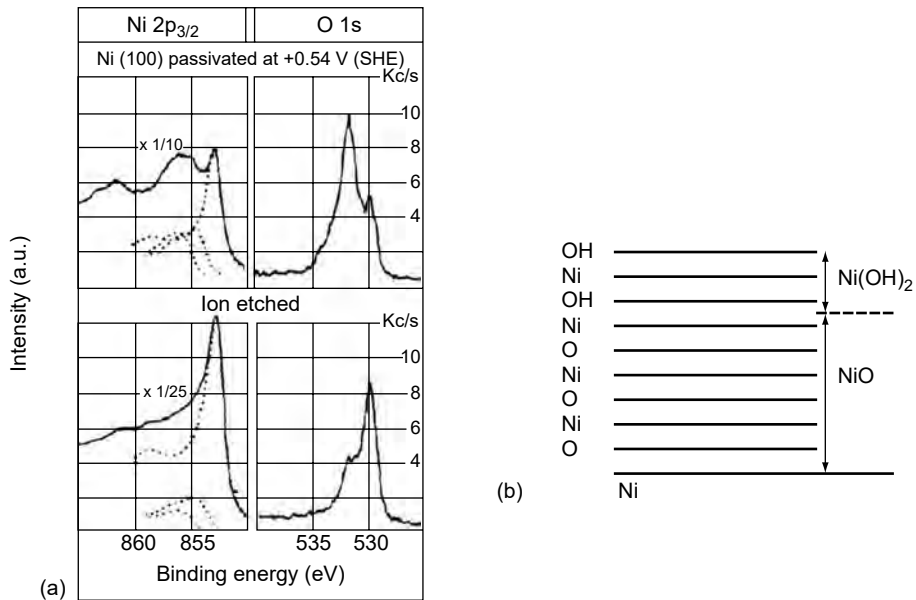 Ni 2p3/2 O 1s
Ni (100) passivated at +0.54 V (SHE)
Kc/s
10
x 1/10
8
6
4
Ion etched
Kc/s
10
x 1/25
8
6
4
860 855 535 530
Binding energy (eV)
Intensity (a.u.)
(a)
OH
Ni
OH
Ni
O
Ni
O
Ni
O
Ni
Ni(OH)2
NiO
(b)